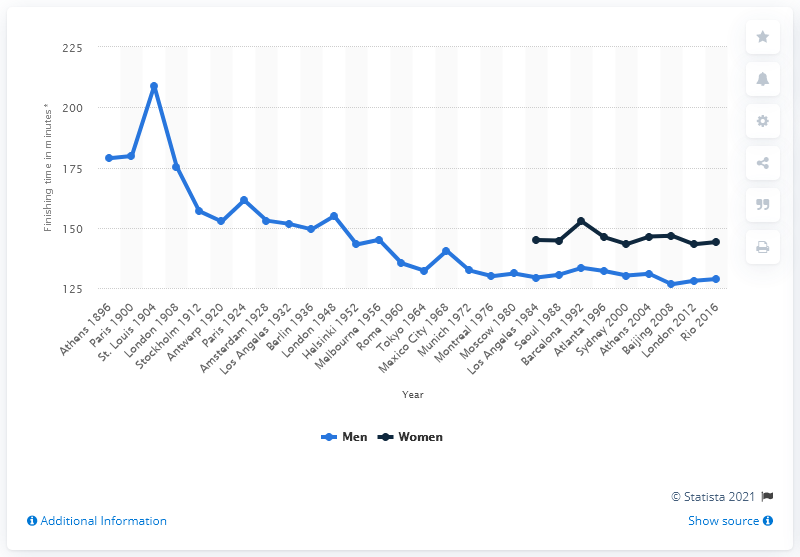 225
200
175
150
125
Finishing time in minutes*
Athens 1896
Paris 1900
St. Louis 1904
London 1908
Stockholm 1912
Antwerp 1920
Paris 1924
Amsterdam 1928
Los Angeles 1932
Berlin 1936
London 1948
Helsinki 1952
Melbourne 1956
Rome 1960
Tokyo 1964
Mexico City 1968
Munich 1972
Montreal 1976
Moscow 1980
Los Angeles 1984
Seoul 1988
Barcelona 1992
Atlanta 1996
Sydney 2000
Athens 2004
Beijing 2008
London 2012
Rio 2016
Year
Men Women
© Statista 2021
Additional Information
Show source